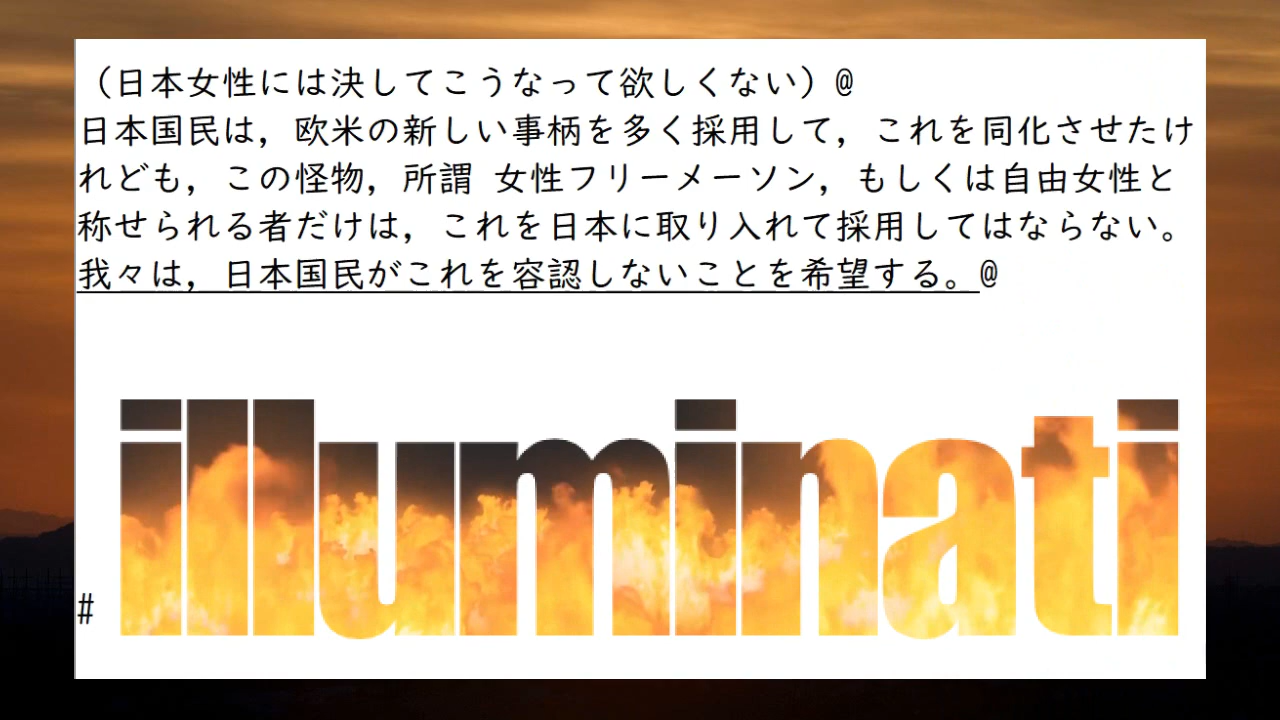 （日本女性には決してこうなって欲しくない）@
日本国民は，欧米の新しい事柄を多く採用して，これを同化させたけ
れども，この怪物，所謂 女性フリーメーソン，もしくは自由女性と
称せられる者だけは，これを日本に取り入れて採用してはならない。
我々は，日本国民がこれを容認しないことを希望する。@
# illuminati